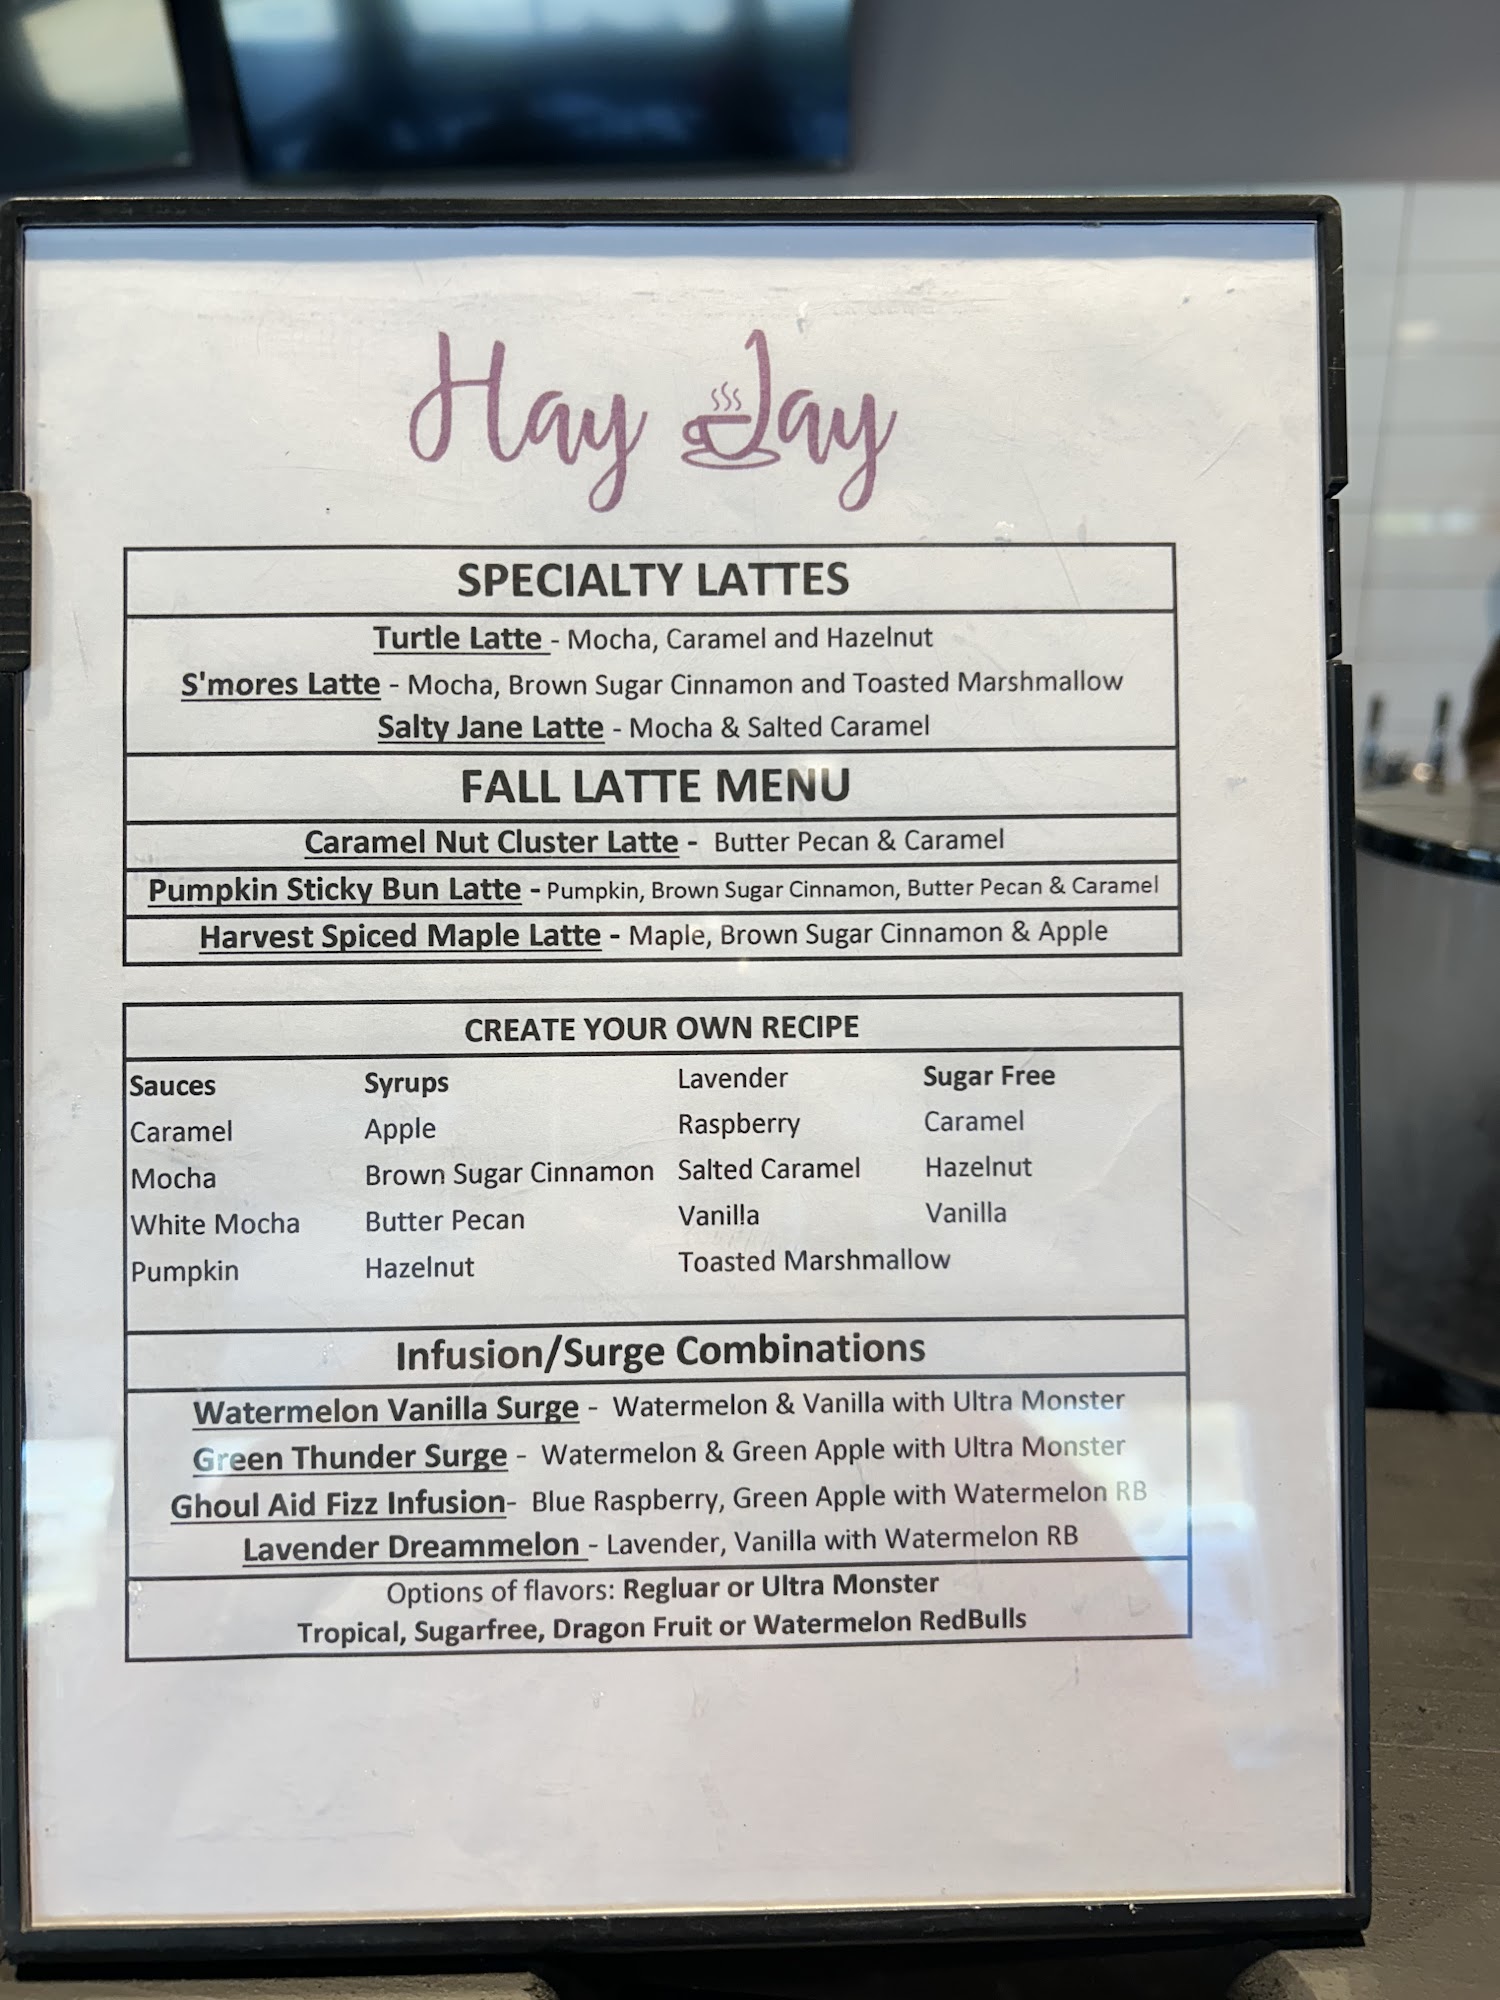 Hay Jay
SPECIALTY LATTES
Turtle Latte - Mocha, Caramel and Hazelnut
S'mores Latte - Mocha, Brown Sugar Cinnamon and Toasted Marshmallow
Salty Jane Latte - Mocha & Salted Caramel
FALL LATTE MENU
Caramel Nut Cluster Latte - Butter Pecan & Caramel
Pumpkin Sticky Bun Latte - Pumpkin, Brown Sugar Cinnamon, Butter Pecan & Caramel
Harvest Spiced Maple Latte - Maple, Brown Sugar Cinnamon & Apple
CREATE YOUR OWN RECIPE
Sauces Syrups Lavender Sugar Free
Caramel Apple Raspberry Caramel
Mocha Brown Sugar Cinnamon Salted Caramel Hazelnut
White Mocha Butter Pecan Vanilla Vanilla
Pumpkin Hazelnut Toasted Marshmallow
Infusion/Surge Combinations
Watermelon Vanilla Surge - Watermelon & Vanilla with Ultra Monster
Green Thunder Surge - Watermelon & Green Apple with Ultra Monster
Ghoul Aid Fizz Infusion- Blue Raspberry, Green Apple with Watermelon RB
Lavender Dreammelon - Lavender, Vanilla with Watermelon RB
Options of flavors: Regluar or Ultra Monster
Tropical, Sugarfree, Dragon Fruit or Watermelon RedBulls